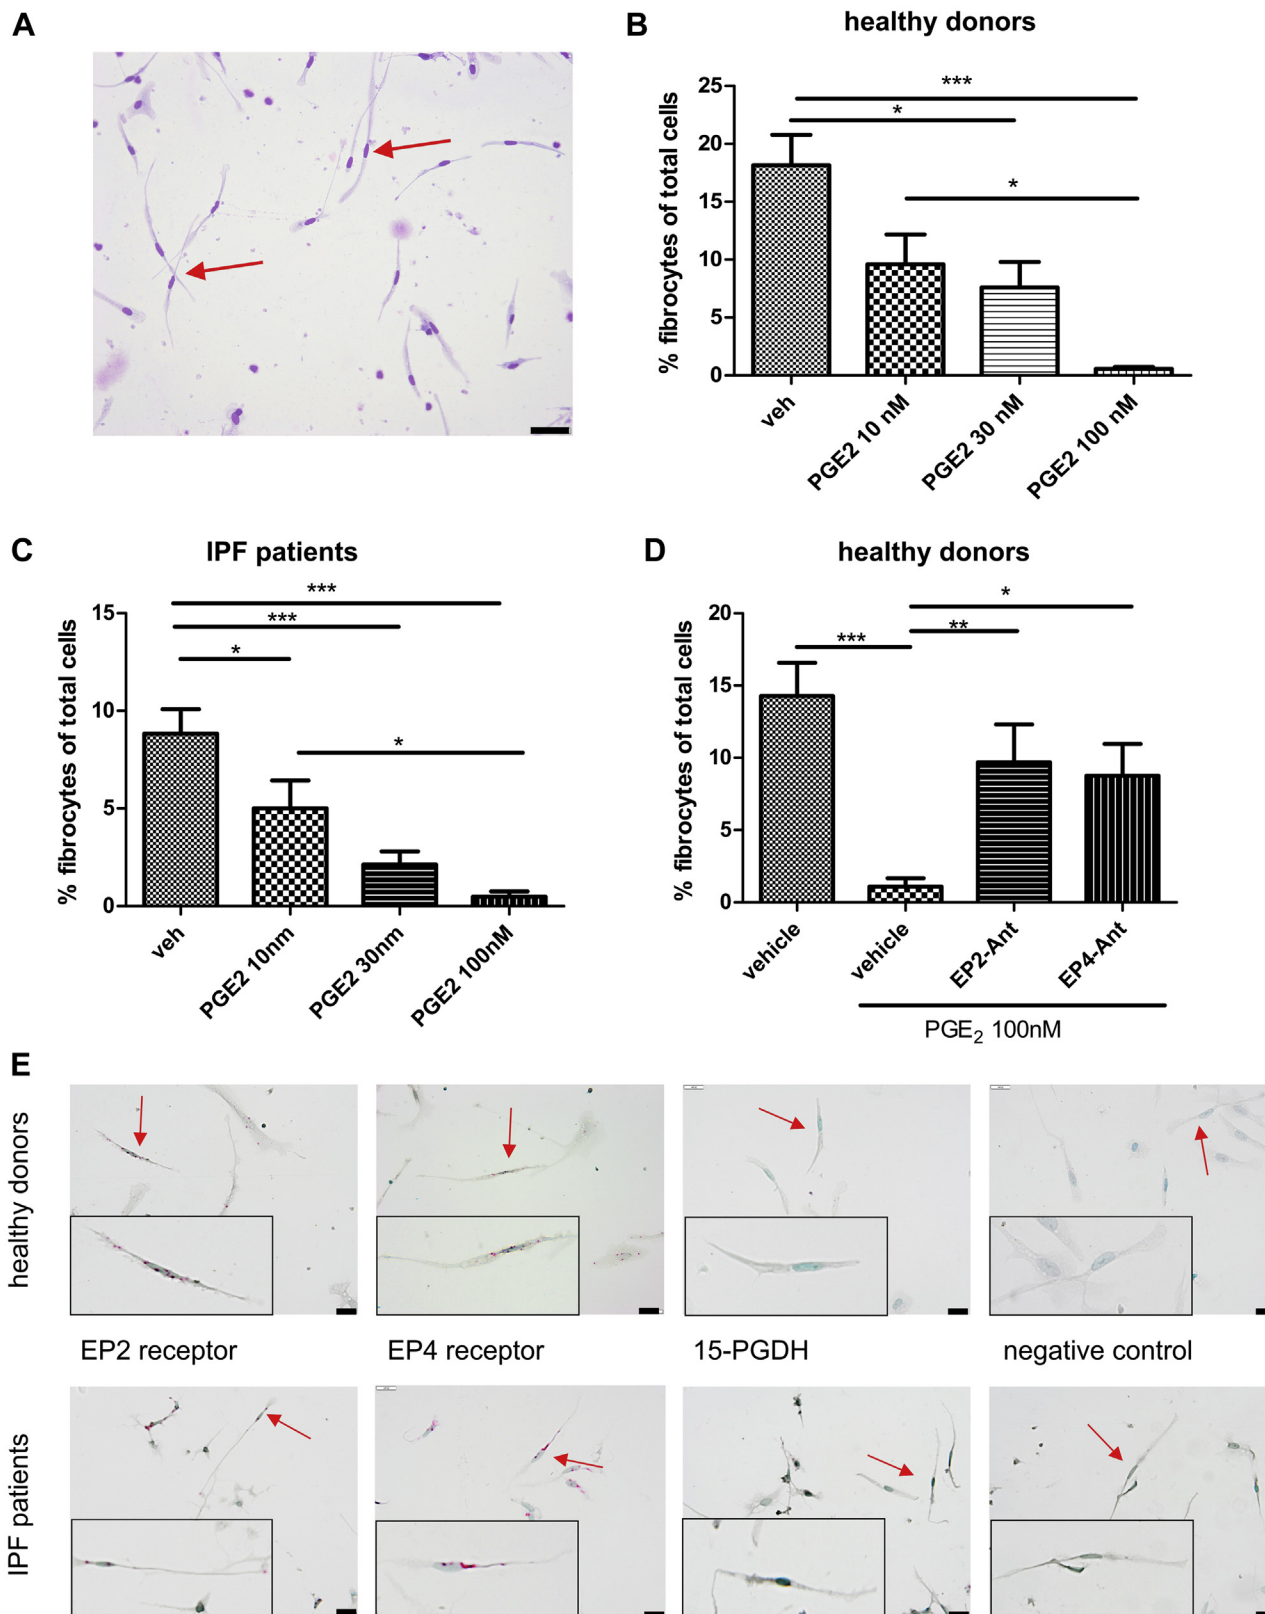 A
B
healthy donors
% fibrocytes of total cells
25
20
15
10
5
0
***
*
*
veh
PGE2 10 nM
PGE2 30 nM
PGE2 100 nM
C
IPF patients
% fibrocytes of total cells
15
10
5
0
***
***
*
*
veh
PGE2 10nm
PGE2 30nm
PGE2 100nM
D
healthy donors
% fibrocytes of total cells
20
15
10
5
0
*
**
***
vehicle
vehicle
EP2-Ant
EP4-Ant
PGE₂ 100nM
E
healthy donors
EP2 receptor
EP4 receptor
15-PGDH
negative control
IPF patients